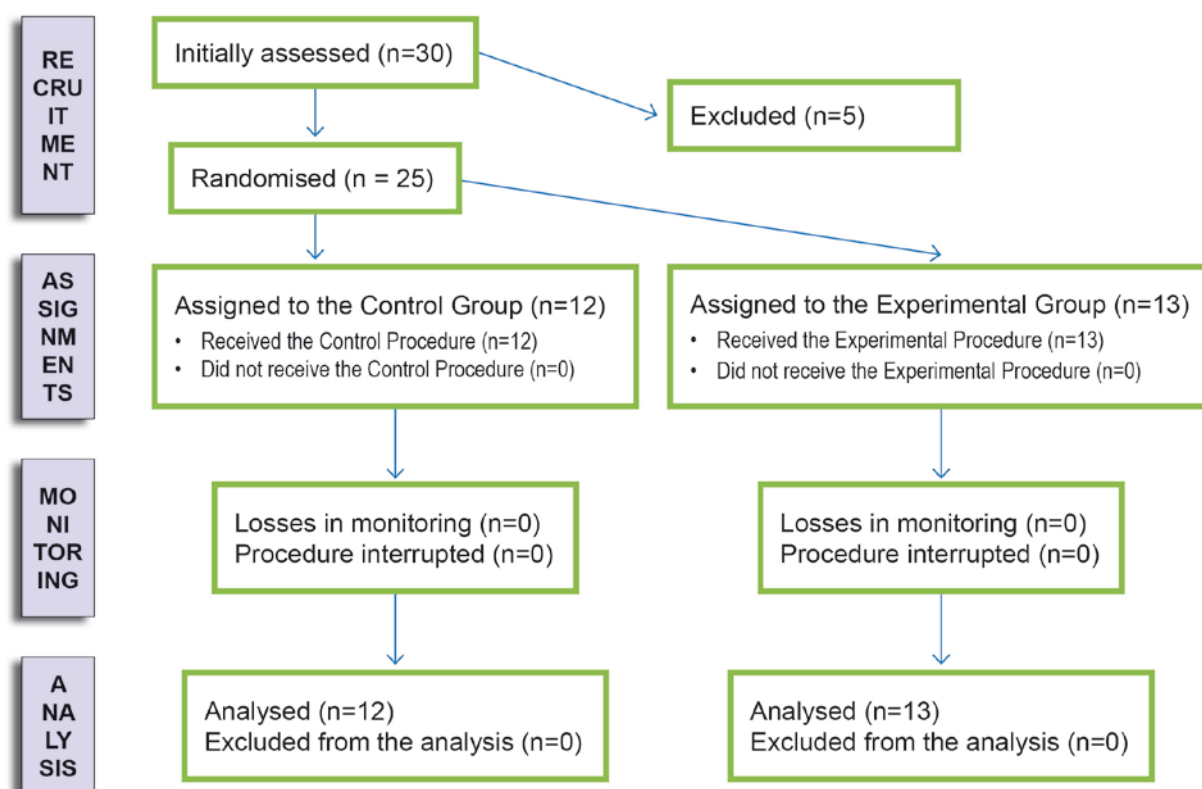 RE
CRU
IT
ME
NT
Initially assessed (n=30)
Excluded (n=5)
Randomised (n = 25)
AS
SIG
NM
EN
TS
Assigned to the Control Group (n=12)
• Received the Control Procedure (n=12)
• Did not receive the Control Procedure (n=0)
Assigned to the Experimental Group (n=13)
• Received the Experimental Procedure (n=13)
• Did not receive the Experimental Procedure (n=0)
MO
NI
TOR
ING
Losses in monitoring (n=0)
Procedure interrupted (n=0)
Losses in monitoring (n=0)
Procedure interrupted (n=0)
A
NA
LY
SIS
Analysed (n=12)
Excluded from the analysis (n=0)
Analysed (n=13)
Excluded from the analysis (n=0)